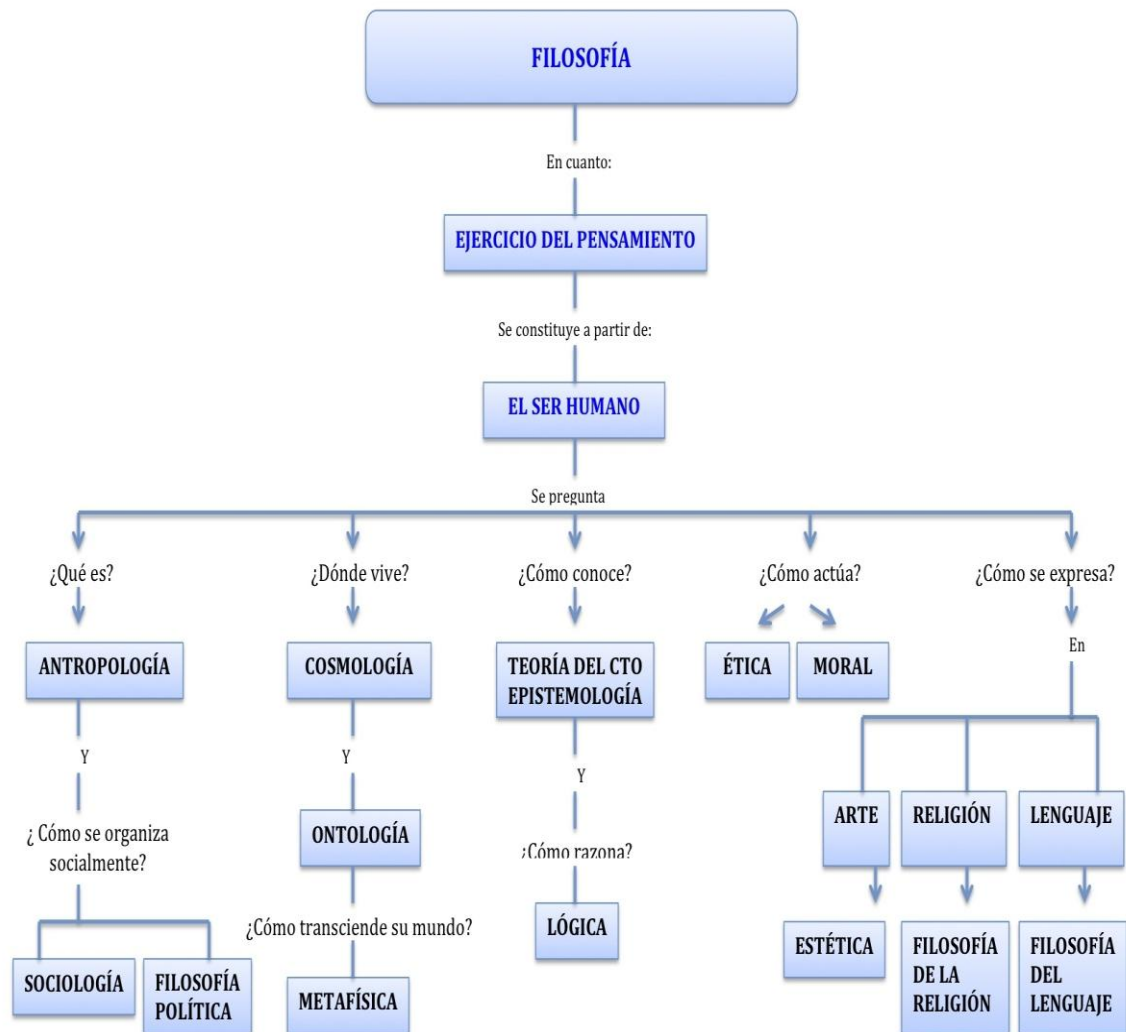 FILOSOFÍA
En cuanto:
EJERCICIO DEL PENSAMIENTO
Se constituye a partir de:
EL SER HUMANO
Se pregunta
¿Qué es?
¿Dónde vive?
¿Cómo conoce?
¿Cómo actúa?
¿Cómo se expresa?
ANTROPOLOGÍA
COSMOLOGÍA
TEORÍA DEL CTO
EPISTEMOLOGÍA
ÉTICA
MORAL
En
Y
Y
Y
¿ Cómo se organiza
socialmente?
ONTOLOGÍA
¿Cómo razona?
ARTE
RELIGIÓN
LENGUAJE
¿Cómo transciende su mundo?
LÓGICA
SOCIOLOGÍA
FILOSOFÍA
POLÍTICA
METAFÍSICA
ESTÉTICA
FILOSOFÍA
DE LA
RELIGIÓN
FILOSOFÍA
DEL
LENGUAJE